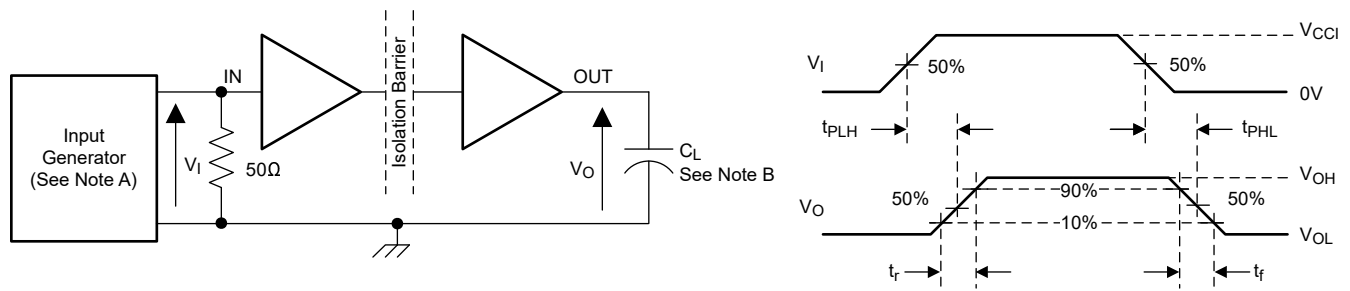 Input
Generator
(See Note A)
V_I
IN
50Ω
Isolation Barrier
OUT
V_O
C_L
See Note B
V_I
50%
50%
V_CCI
0V
t_PLH
t_PHL
V_O
50%
90%
10%
50%
V_OH
V_OL
t_r
t_f